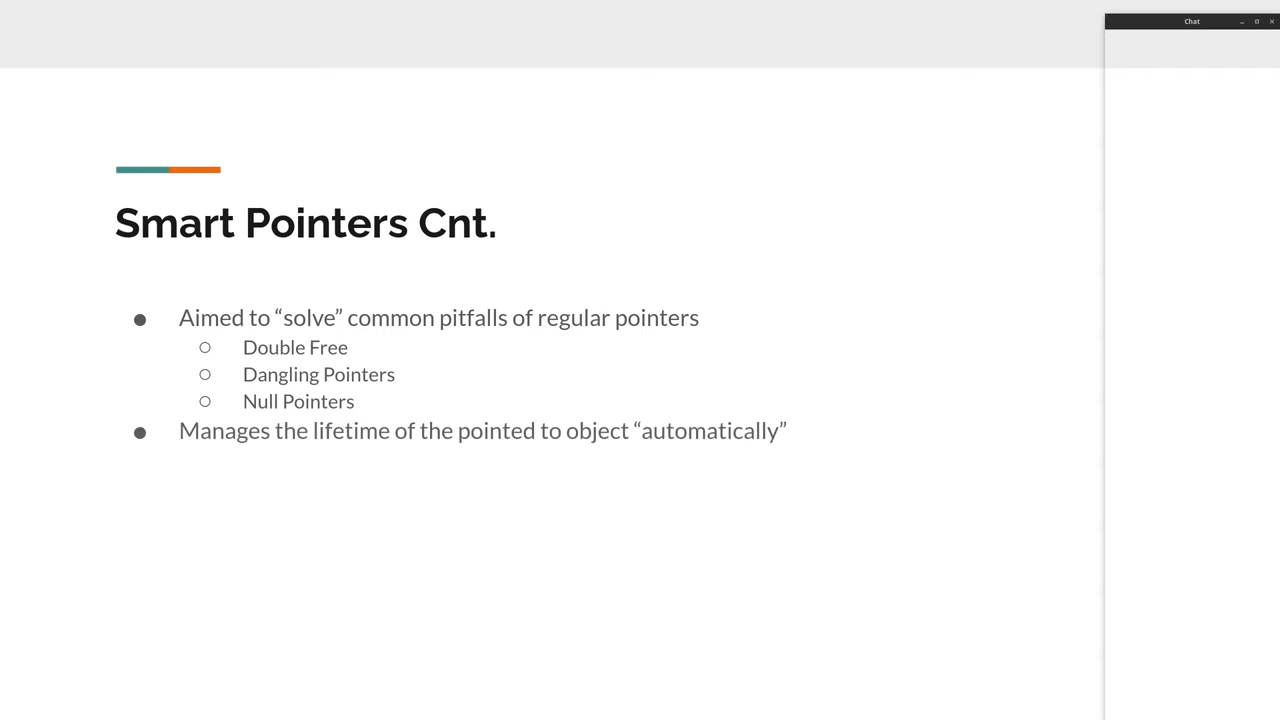 Chat
Smart Pointers Cnt.
● Aimed to “solve” common pitfalls of regular pointers
○ Double Free
○ Dangling Pointers
○ Null Pointers
● Manages the lifetime of the pointed to object “automatically”